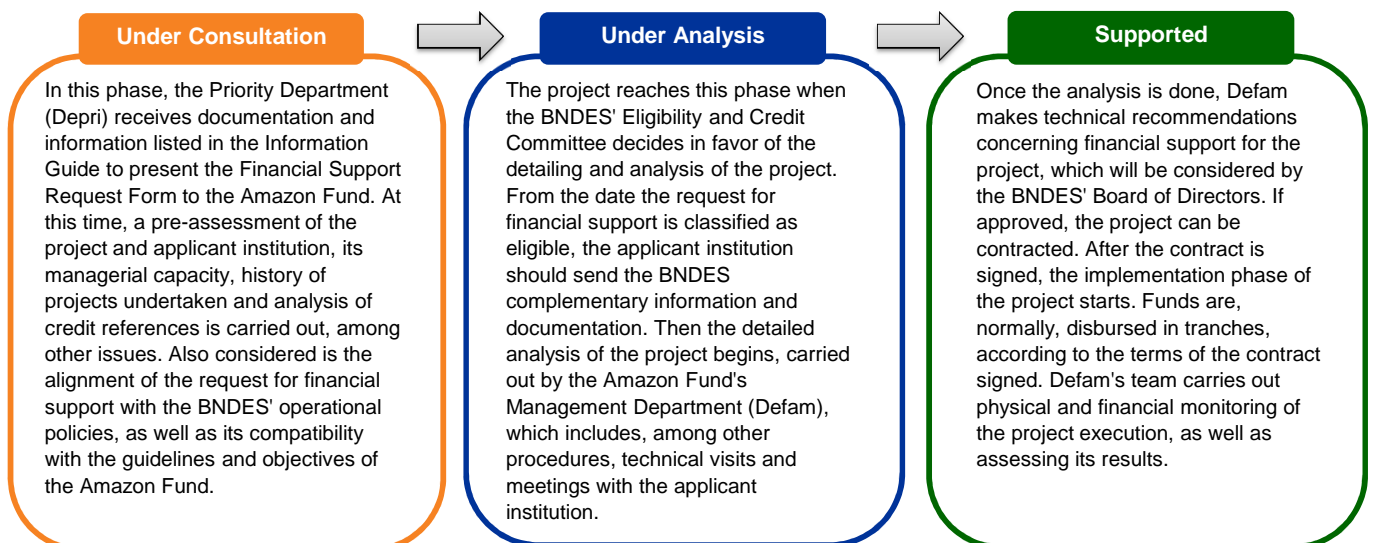 Under Consultation
In this phase, the Priority Department
(Depri) receives documentation and
information listed in the Information
Guide to present the Financial Support
Request Form to the Amazon Fund. At
this time, a pre-assessment of the
project and applicant institution, its
managerial capacity, history of
projects undertaken and analysis of
credit references is carried out, among
other issues. Also considered is the
alignment of the request for financial
support with the BNDES' operational
policies, as well as its compatibility
with the guidelines and objectives of
the Amazon Fund.
Under Analysis
The project reaches this phase when
the BNDES' Eligibility and Credit
Committee decides in favor of the
detailing and analysis of the project.
From the date the request for
financial support is classified as
eligible, the applicant institution
should send the BNDES
complementary information and
documentation. Then the detailed
analysis of the project begins, carried
out by the Amazon Fund's
Management Department (Defam),
which includes, among other
procedures, technical visits and
meetings with the applicant
institution.
Supported
Once the analysis is done, Defam
makes technical recommendations
concerning financial support for the
project, which will be considered by
the BNDES' Board of Directors. If
approved, the project can be
contracted. After the contract is
signed, the implementation phase of
the project starts. Funds are,
normally, disbursed in tranches,
according to the terms of the contract
signed. Defam's team carries out
physical and financial monitoring of
the project execution, as well as
assessing its results.